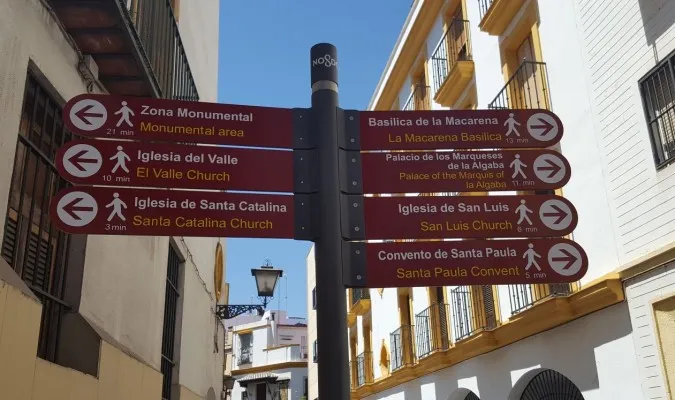 NO8DO
Zona Monumental
Monumental area
21 min
Iglesia del Valle
El Valle Church
10 min
Iglesia de Santa Catalina
Santa Catalina Church
3 min
Basílica de la Macarena
La Macarena Basílica
13 min
Palacio de los Marqueses
de la Algaba
Palace of the Marquis of
la Algaba
11 min
Iglesia de San Luis
San Luis Church
6 min
Convento de Santa Paula
Santa Paula Convent
5 min